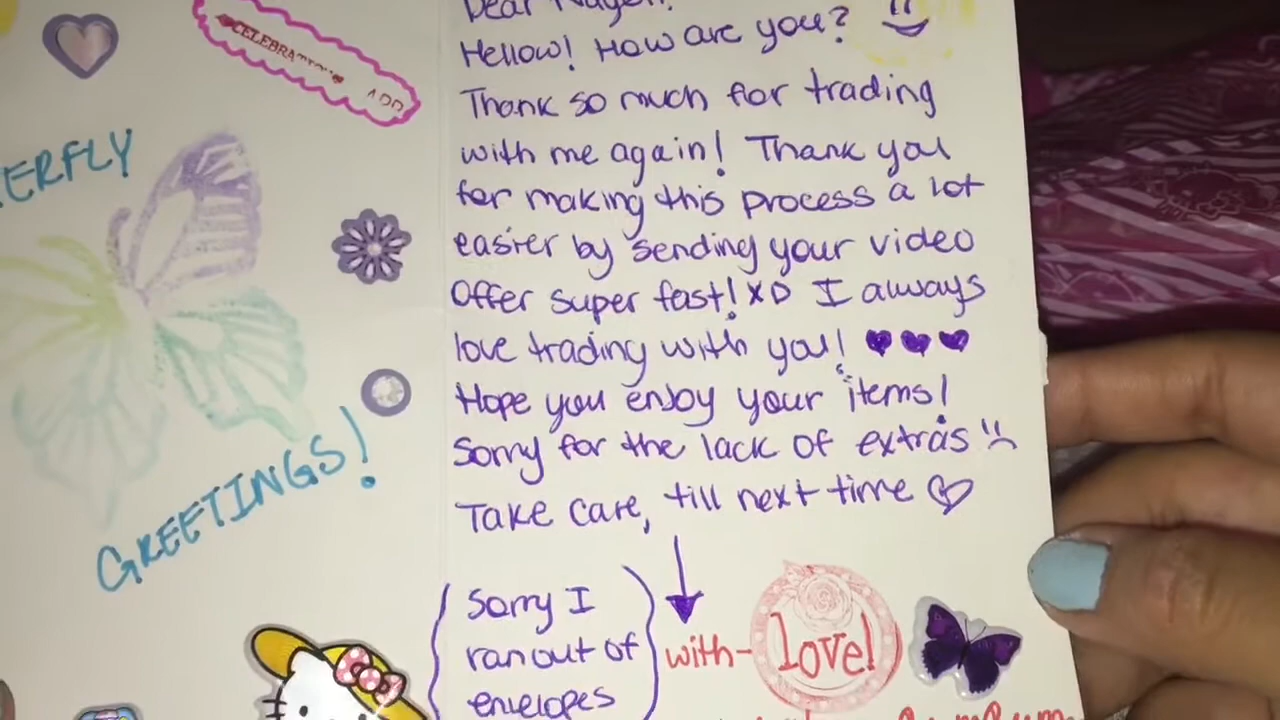 CELEBRA
ERFLY
GREETINGS!
Dear
Hellow! How are you?
Thank so much for trading
with me again! Thank you
for making this process a lot
easier by sending your video
offer super fast! XD I always
love trading with you! ♥♥♥
Hope you enjoy your items!
Sorry for the lack of extras
Take care, till next time ♡
(Sorry I
ran out of
envelopes
with- Love!